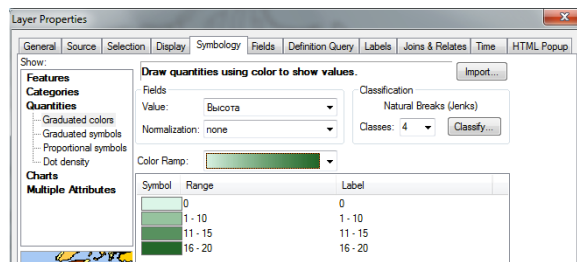 Layer Properties
General Source Selection Display Symbology Fields Definition Query Labels Joins & Relates Time HTML Popup
Show:
Features
Categories
Quantities
Graduated colors
Graduated symbols
Proportional symbols
Dot density
Charts
Multiple Attributes
Draw quantities using color to show values.
Import...
Fields
Value: Высота
Normalization: none
Classification
Natural Breaks (Jenks)
Classes: 4 Classify...
Color Ramp:
Symbol Range Label
0 0
1 - 10 1 - 10
11 - 15 11 - 15
16 - 20 16 - 20